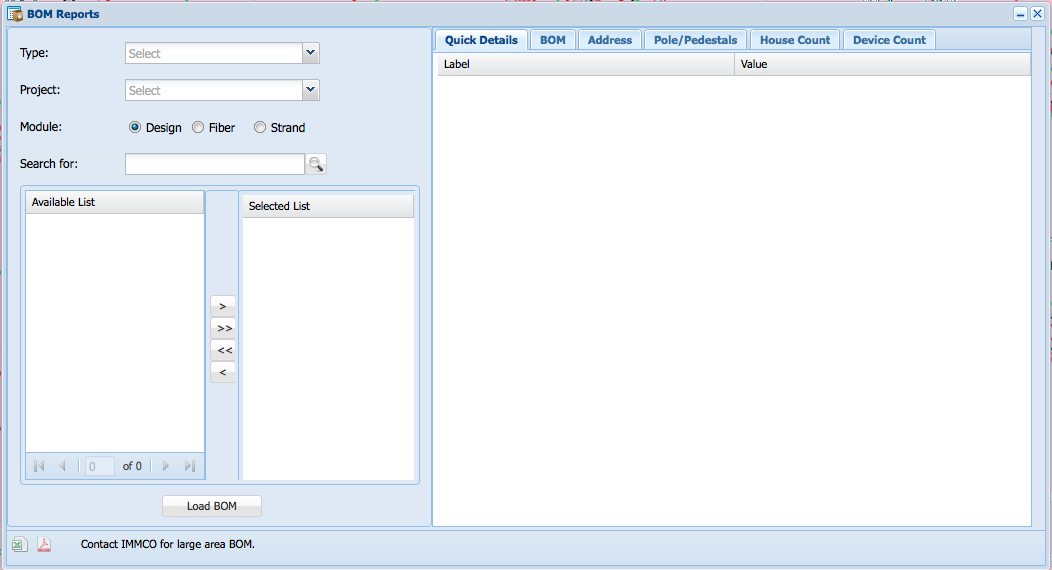 BOM Reports
Type: Select
Project: Select
Module: Design Fiber Strand
Search for:
Available List
Selected List
>
>>
<<
<
0 of 0
Load BOM
Quick Details BOM Address Pole/Pedestals House Count Device Count
Label Value
Contact IMMCO for large area BOM.